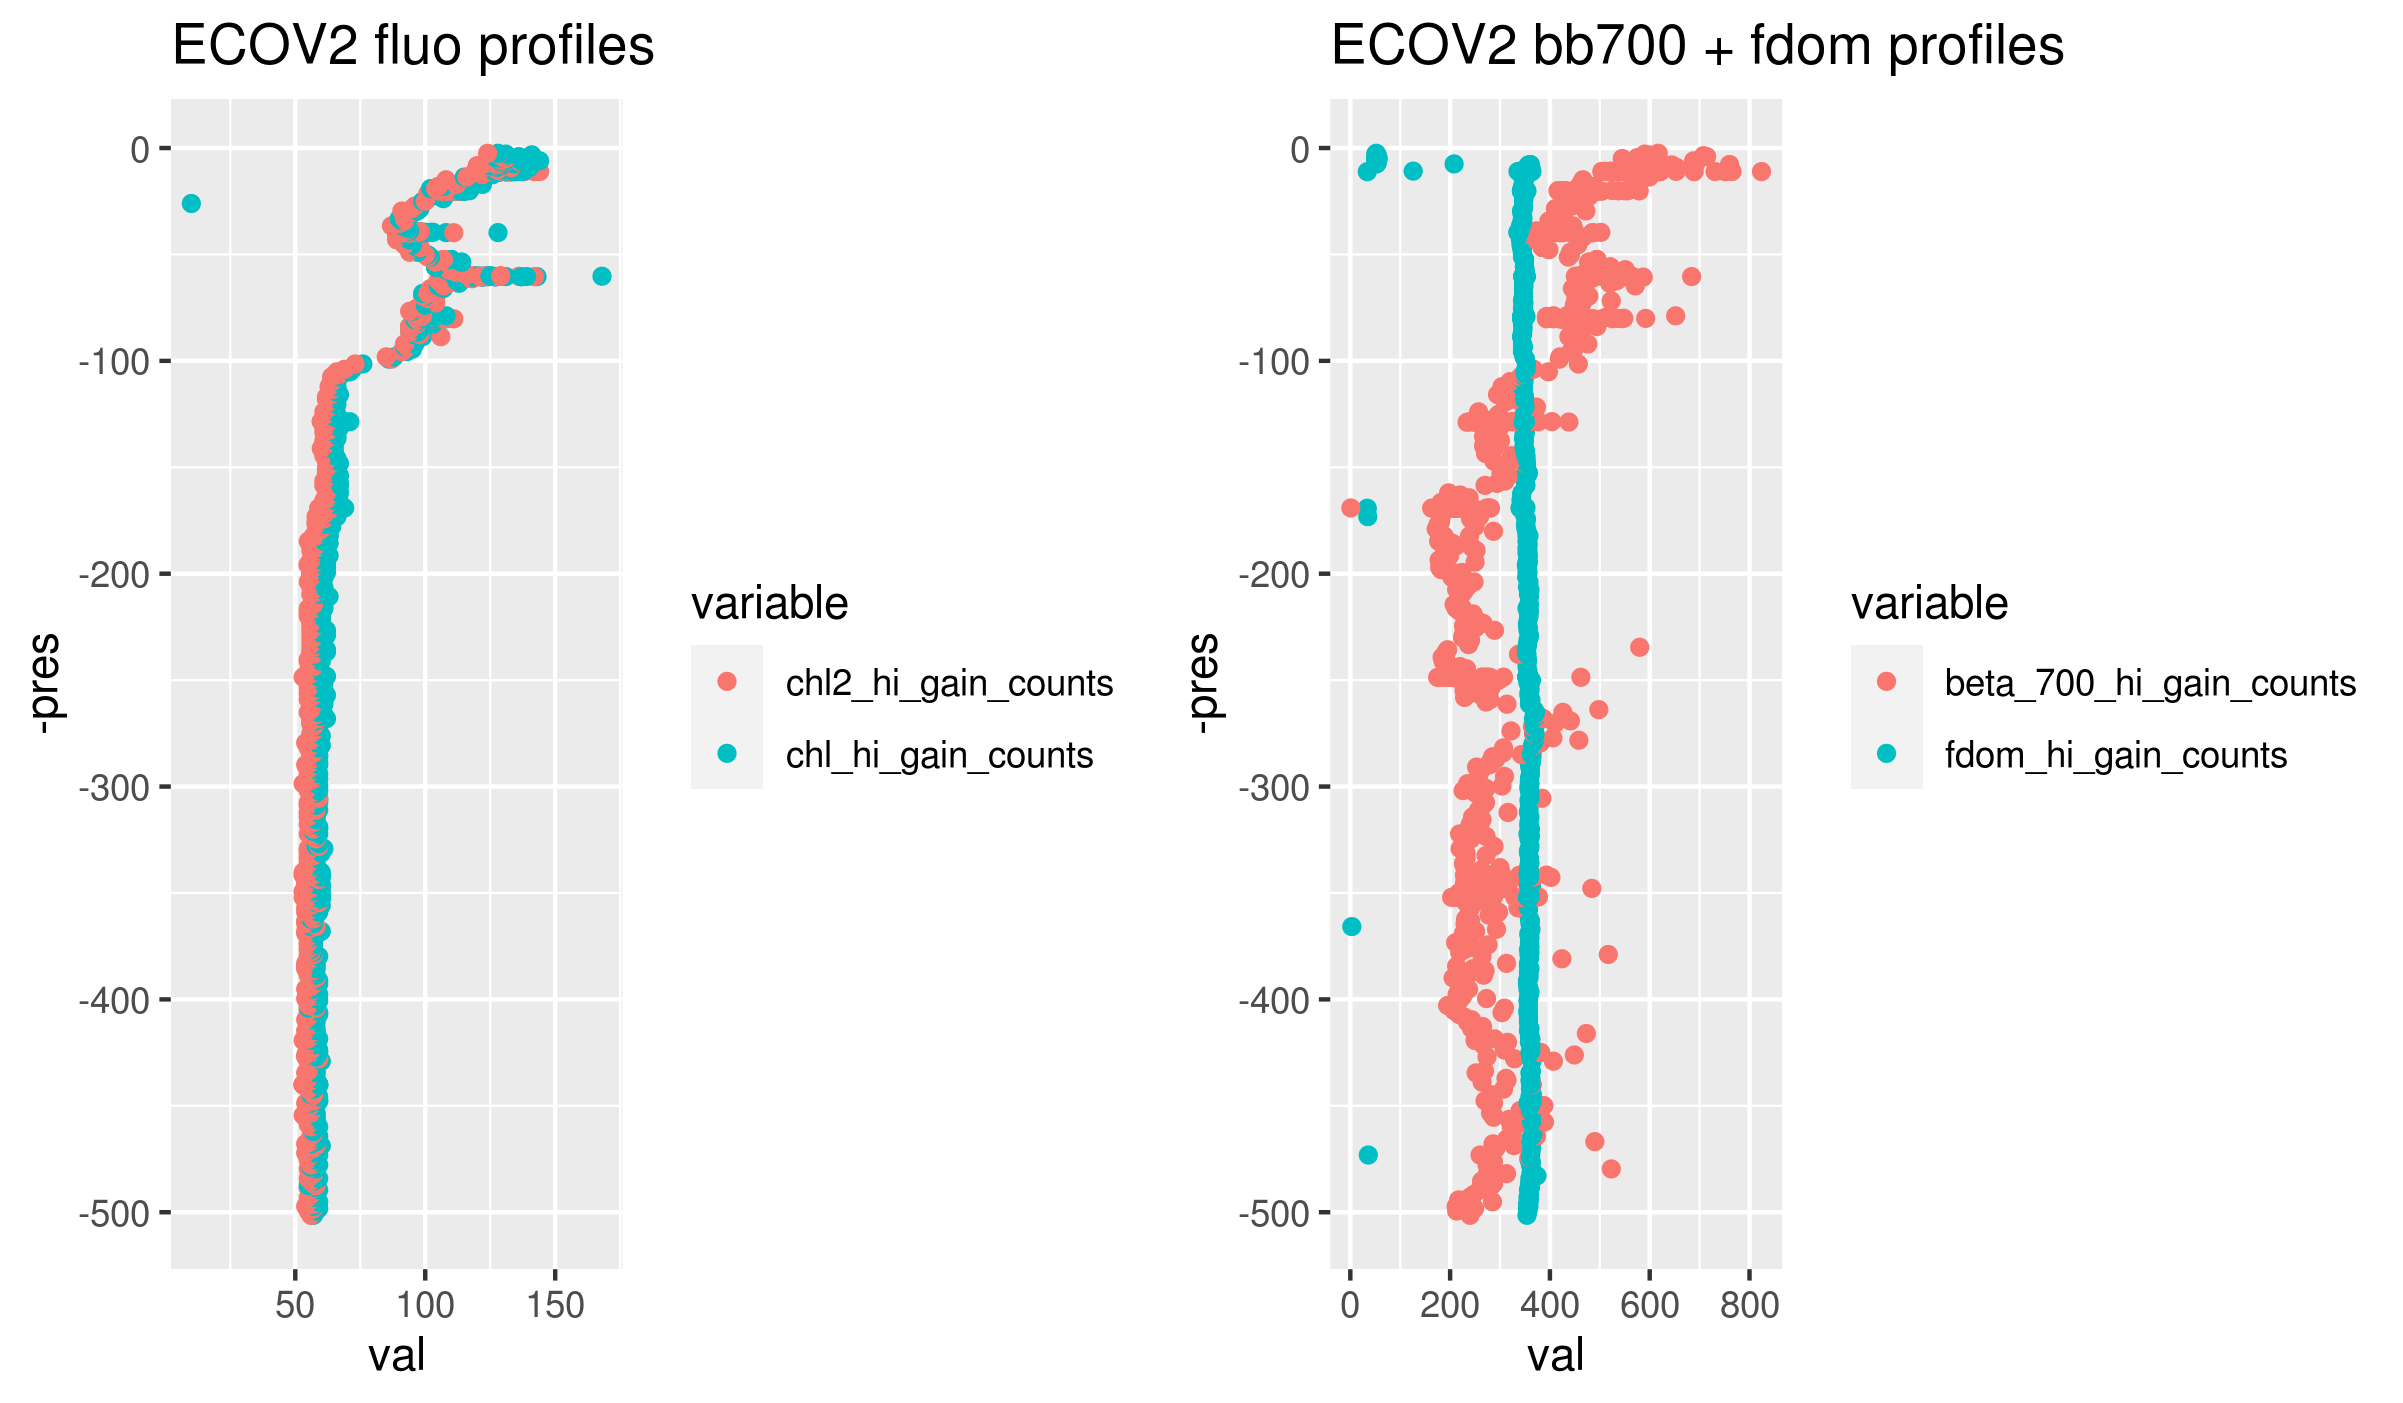 ECOV2 fluo profiles
0
-100
-200
-300
-400
-500
-pres
50 100 150
val
variable
chl2_hi_gain_counts
chl_hi_gain_counts
ECOV2 bb700 + fdom profiles
0
-100
-200
-300
-400
-500
-pres
0 200 400 600 800
val
variable
beta_700_hi_gain_counts
fdom_hi_gain_counts